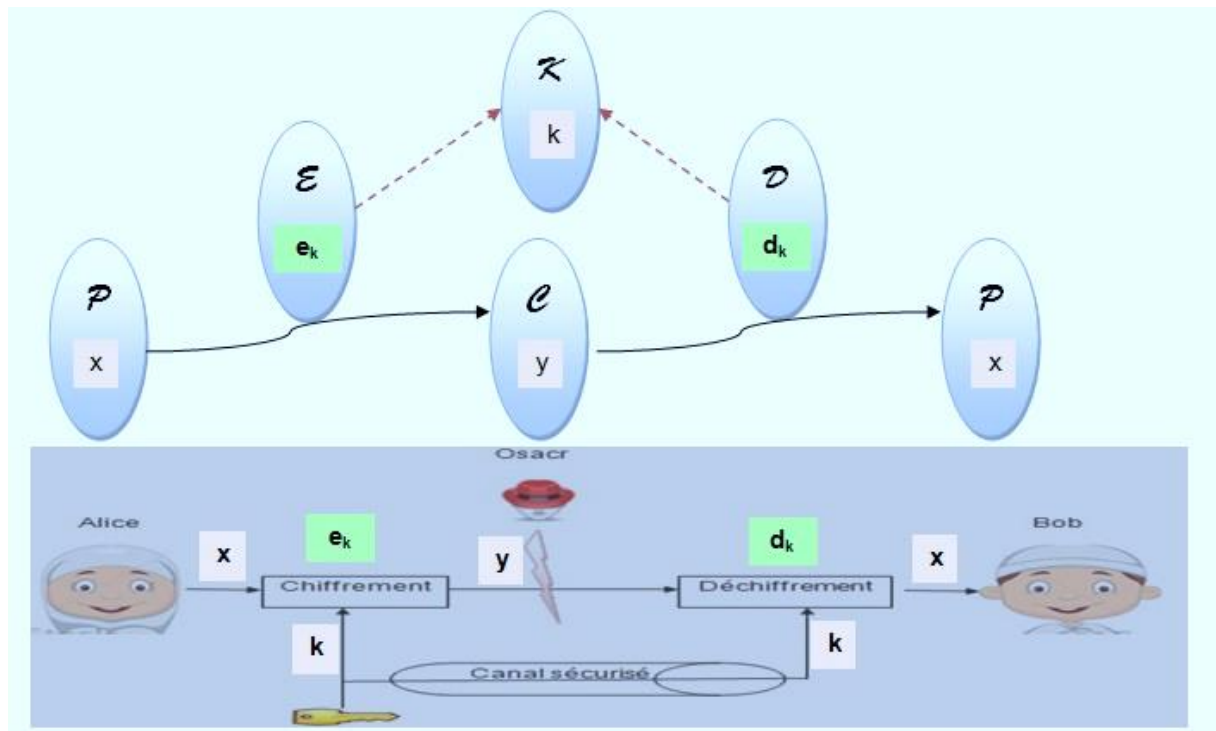 K
k
E
e_k
D
d_k
P
x
C
y
P
x
Osacr
Alice
Bob
x
e_k
y
d_k
x
Chiffrement
Déchiffrement
k
k
Canal sécurisé